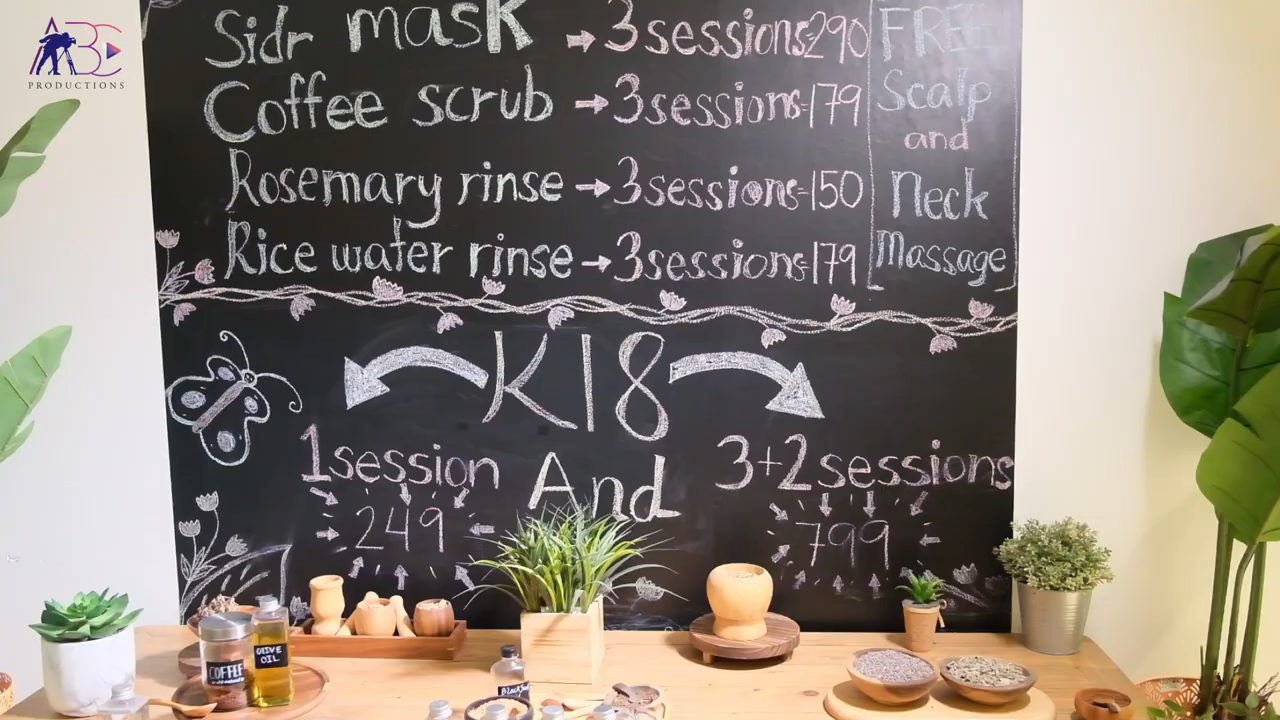 ABC
PRODUCTIONS
Sidr mask → 3 sessions=290
Coffee scrub → 3 sessions=179
Rosemary rinse → 3 sessions=150
Rice water rinse → 3 sessions=179
FREE
Scalp
and
Neck
Massage
K18
And
1 session
249
3+2 sessions
799
COFFEE
OLIVE
OIL